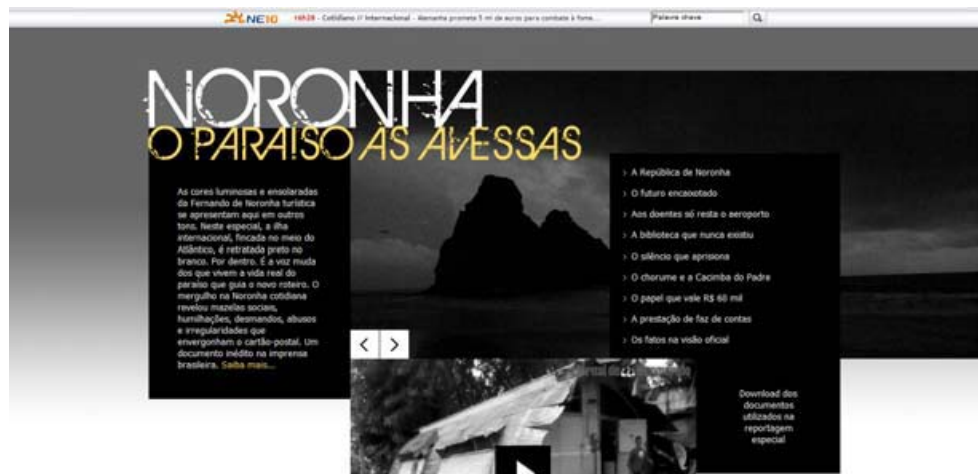 NE10
16h28 - Cotidiano // Internacional - Alemanha promete 5 mi de euros para combate à fome...
Palavra chave
NORONHA
O PARAÍSO ÀS AVESSAS
As cores luminosas e ensolaradas
da Fernando de Noronha turística
se apresentam aqui em outros
tons. Neste especial, a ilha
internacional, fincada no meio do
Atlântico, é retratada preto no
branco. Por dentro. É a voz muda
dos que vivem a vida real do
paraíso que guia o novo roteiro. O
mergulho na Noronha cotidiana
revelou mazelas sociais,
humilhações, desmandos, abusos
e irregularidades que
envergonham o cartão-postal. Um
documento inédito na imprensa
brasileira. Saiba mais...
› A República de Noronha
› O futuro encaixotado
› Aos doentes só resta o aeroporto
› A biblioteca que nunca existiu
› O silêncio que aprisiona
› O chorume e a Cacimba do Padre
› O papel que vale R$ 60 mil
› A prestação de faz de contas
› Os fatos na visão oficial
Download dos
documentos
utilizados na
reportagem
especial